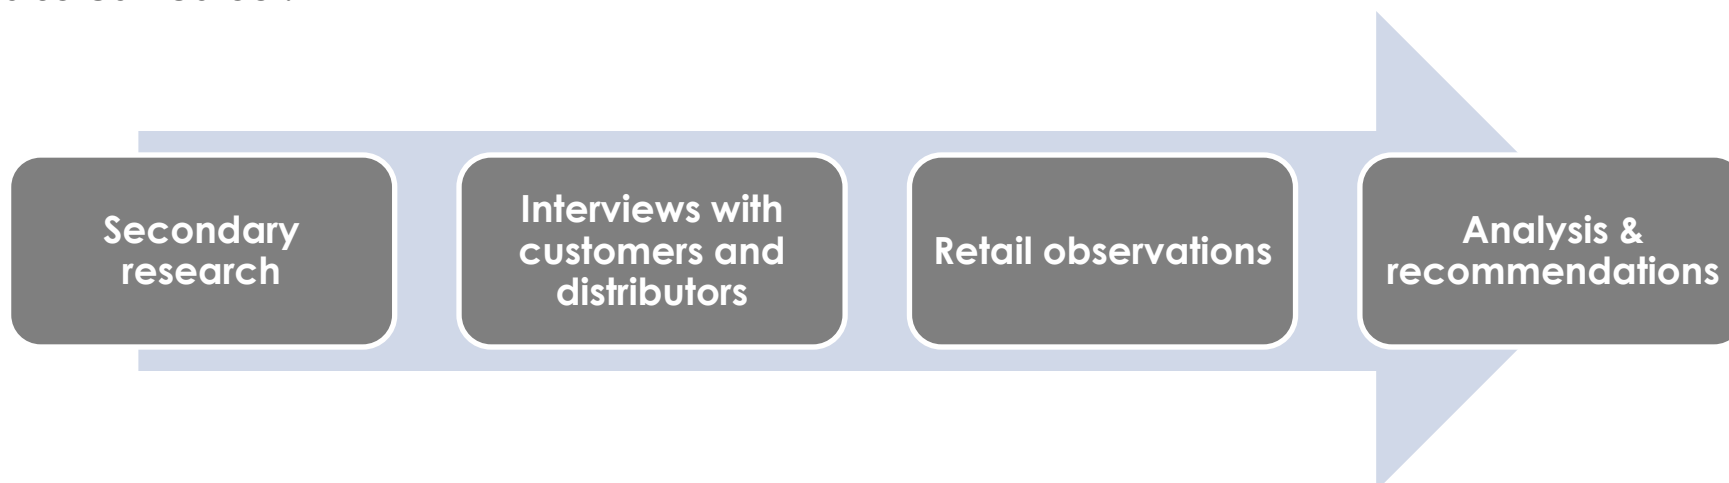 Secondary
research
Interviews with
customers and
distributors
Retail observations
Analysis &
recommendations